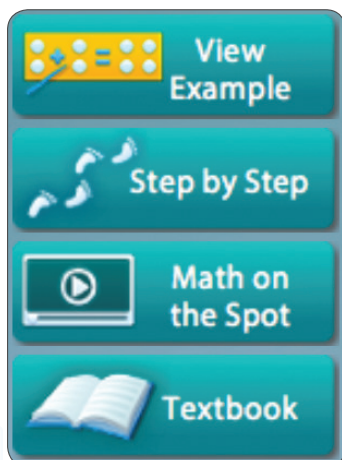 View
Example
Step by Step
Math on
the Spot
Textbook